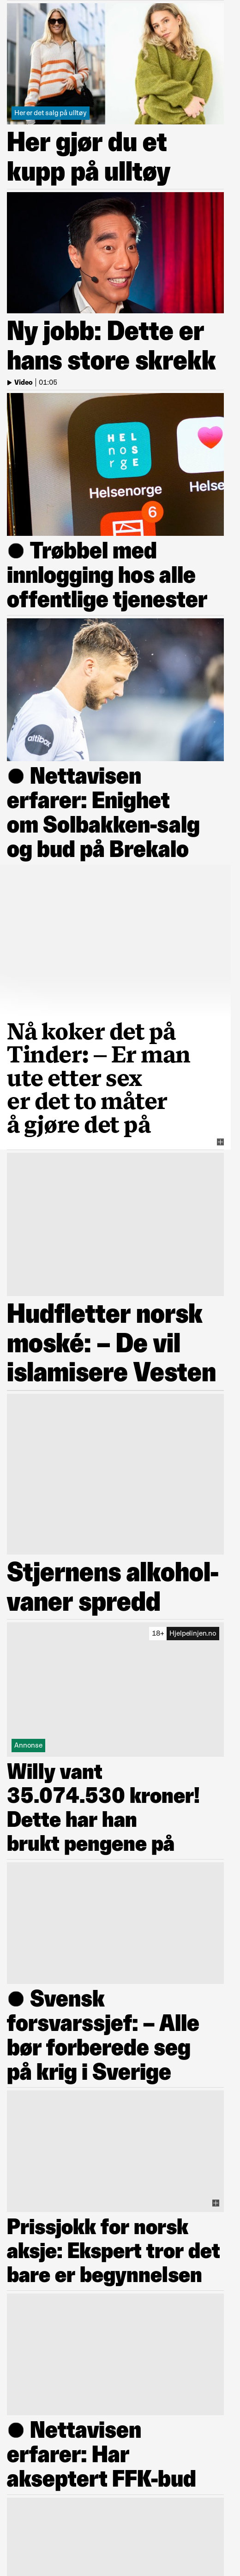 Her er det salg på ulltøy
Her gjør du et
kupp på ulltøy
Ny jobb: Dette er
hans store skrekk
Video | 01:05
HEL
nos
rgE
Helsenorge
Helse
6
● Trøbbel med
innlogging hos alle
offentlige tjenester
altibox
● Nettavisen
erfarer: Enighet
om Solbakken-salg
og bud på Brekalo
Nå koker det på
Tinder: – Er man
ute etter sex
er det to måter
å gjøre det på
Hudfletter norsk
moské: – De vil
islamisere Vesten
Stjernens alkohol-
vaner spredd
18+ Hjelpelinjen.no
Annonse
Willy vant
35.074.530 kroner!
Dette har han
brukt pengene på
● Svensk
forsvarssjef: – Alle
bør forberede seg
på krig i Sverige
Prissjokk for norsk
aksje: Ekspert tror det
bare er begynnelsen
● Nettavisen
erfarer: Har
akseptert FFK-bud